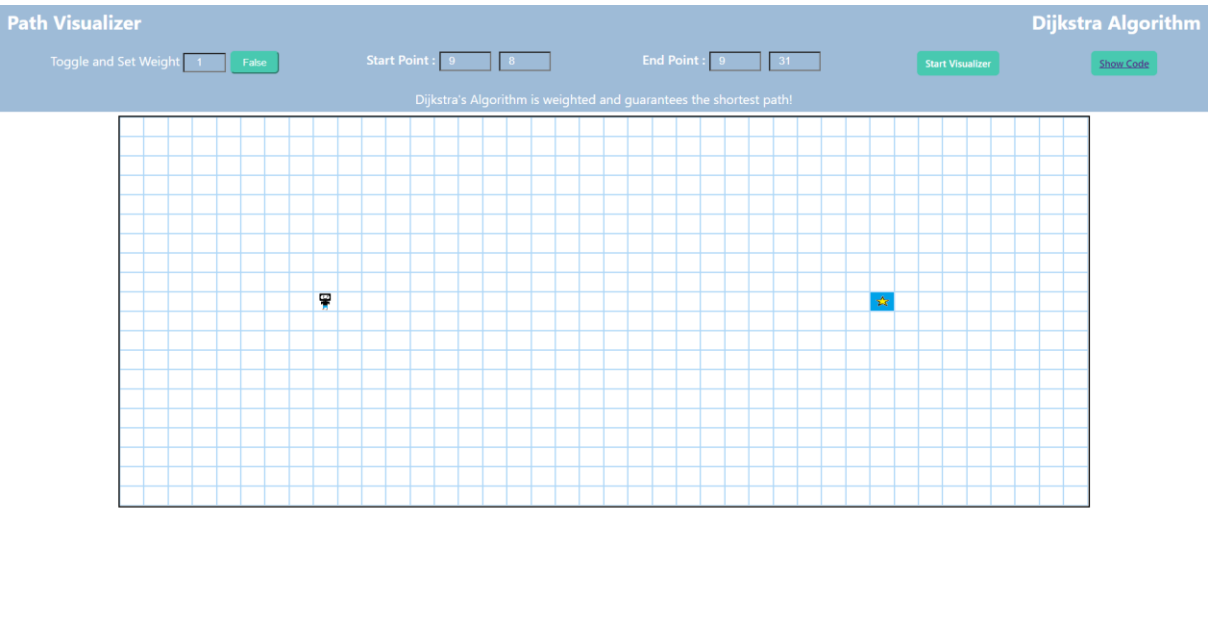 Path Visualizer
Dijkstra Algorithm
Toggle and Set Weight 1 False Start Point : 9 8 End Point : 9 31 Start Visualizer Show Code
Dijkstra's Algorithm is weighted and guarantees the shortest path!